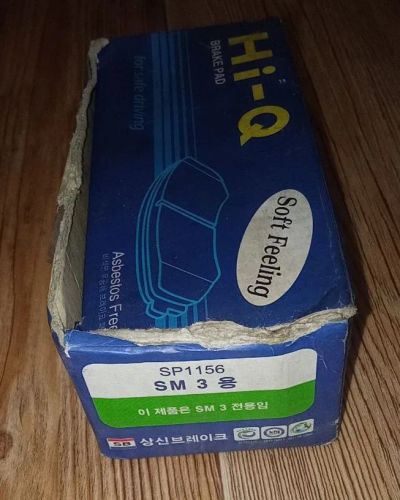 Hi-Q
BRAKE PAD
for safe driving
Soft Feeling
Asbestos Free
SP1156
SM 3 용
이 제품은 SM 3 전용임
SB 상신브레이크